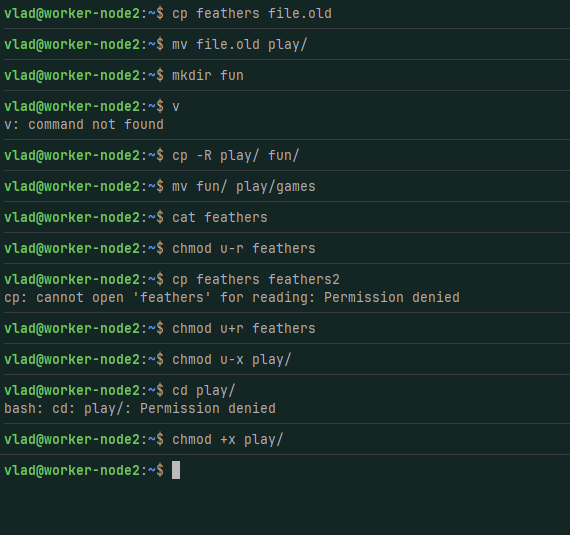 vlad@worker-node2:~$ cp feathers file.old
vlad@worker-node2:~$ mv file.old play/
vlad@worker-node2:~$ mkdir fun
vlad@worker-node2:~$ v
v: command not found
vlad@worker-node2:~$ cp -R play/ fun/
vlad@worker-node2:~$ mv fun/ play/games
vlad@worker-node2:~$ cat feathers
vlad@worker-node2:~$ chmod u-r feathers
vlad@worker-node2:~$ cp feathers feathers2
cp: cannot open 'feathers' for reading: Permission denied
vlad@worker-node2:~$ chmod u+r feathers
vlad@worker-node2:~$ chmod u-x play/
vlad@worker-node2:~$ cd play/
bash: cd: play/: Permission denied
vlad@worker-node2:~$ chmod +x play/
vlad@worker-node2:~$